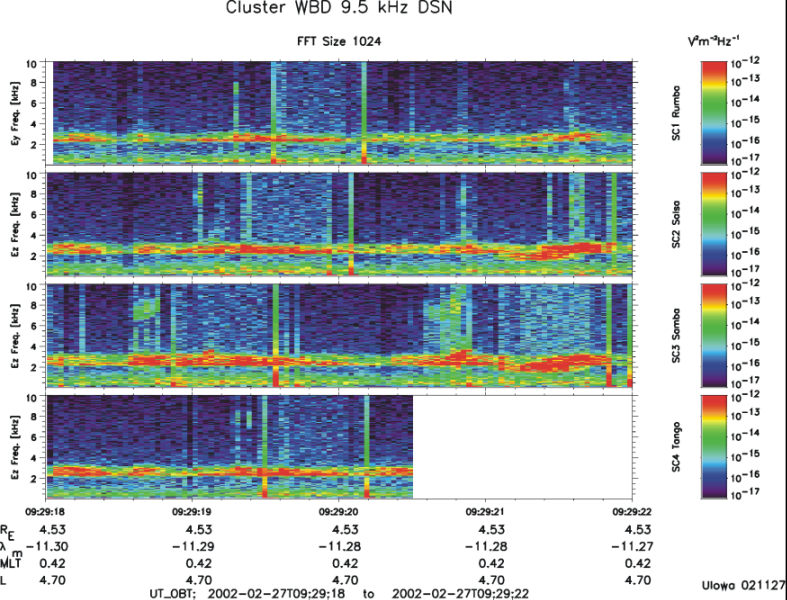 Cluster WBD 9.5 kHz DSN
FFT Size 1024
V²m⁻²Hz⁻¹
10
8
6
4
2
Ey Freq. [kHz]
SC1 Rumba
10⁻¹²
10⁻¹³
10⁻¹⁴
10⁻¹⁵
10⁻¹⁶
10⁻¹⁷
10
8
6
4
2
Ez Freq. [kHz]
SC2 Salsa
10⁻¹²
10⁻¹³
10⁻¹⁴
10⁻¹⁵
10⁻¹⁶
10⁻¹⁷
10
8
6
4
2
Ez Freq. [kHz]
SC3 Samba
10⁻¹²
10⁻¹³
10⁻¹⁴
10⁻¹⁵
10⁻¹⁶
10⁻¹⁷
10
8
6
4
2
Ez Freq. [kHz]
SC4 Tango
10⁻¹²
10⁻¹³
10⁻¹⁴
10⁻¹⁵
10⁻¹⁶
10⁻¹⁷
09:29:18 09:29:19 09:29:20 09:29:21 09:29:22
R_E 4.53 4.53 4.53 4.53 4.53
λ_m -11.30 -11.29 -11.28 -11.28 -11.27
MLT 0.42 0.42 0.42 0.42 0.42
L 4.70 4.70 4.70 4.70 4.70
UT_OBT: 2002-02-27T09:29:18 to 2002-02-27T09:29:22
UIowa 021127